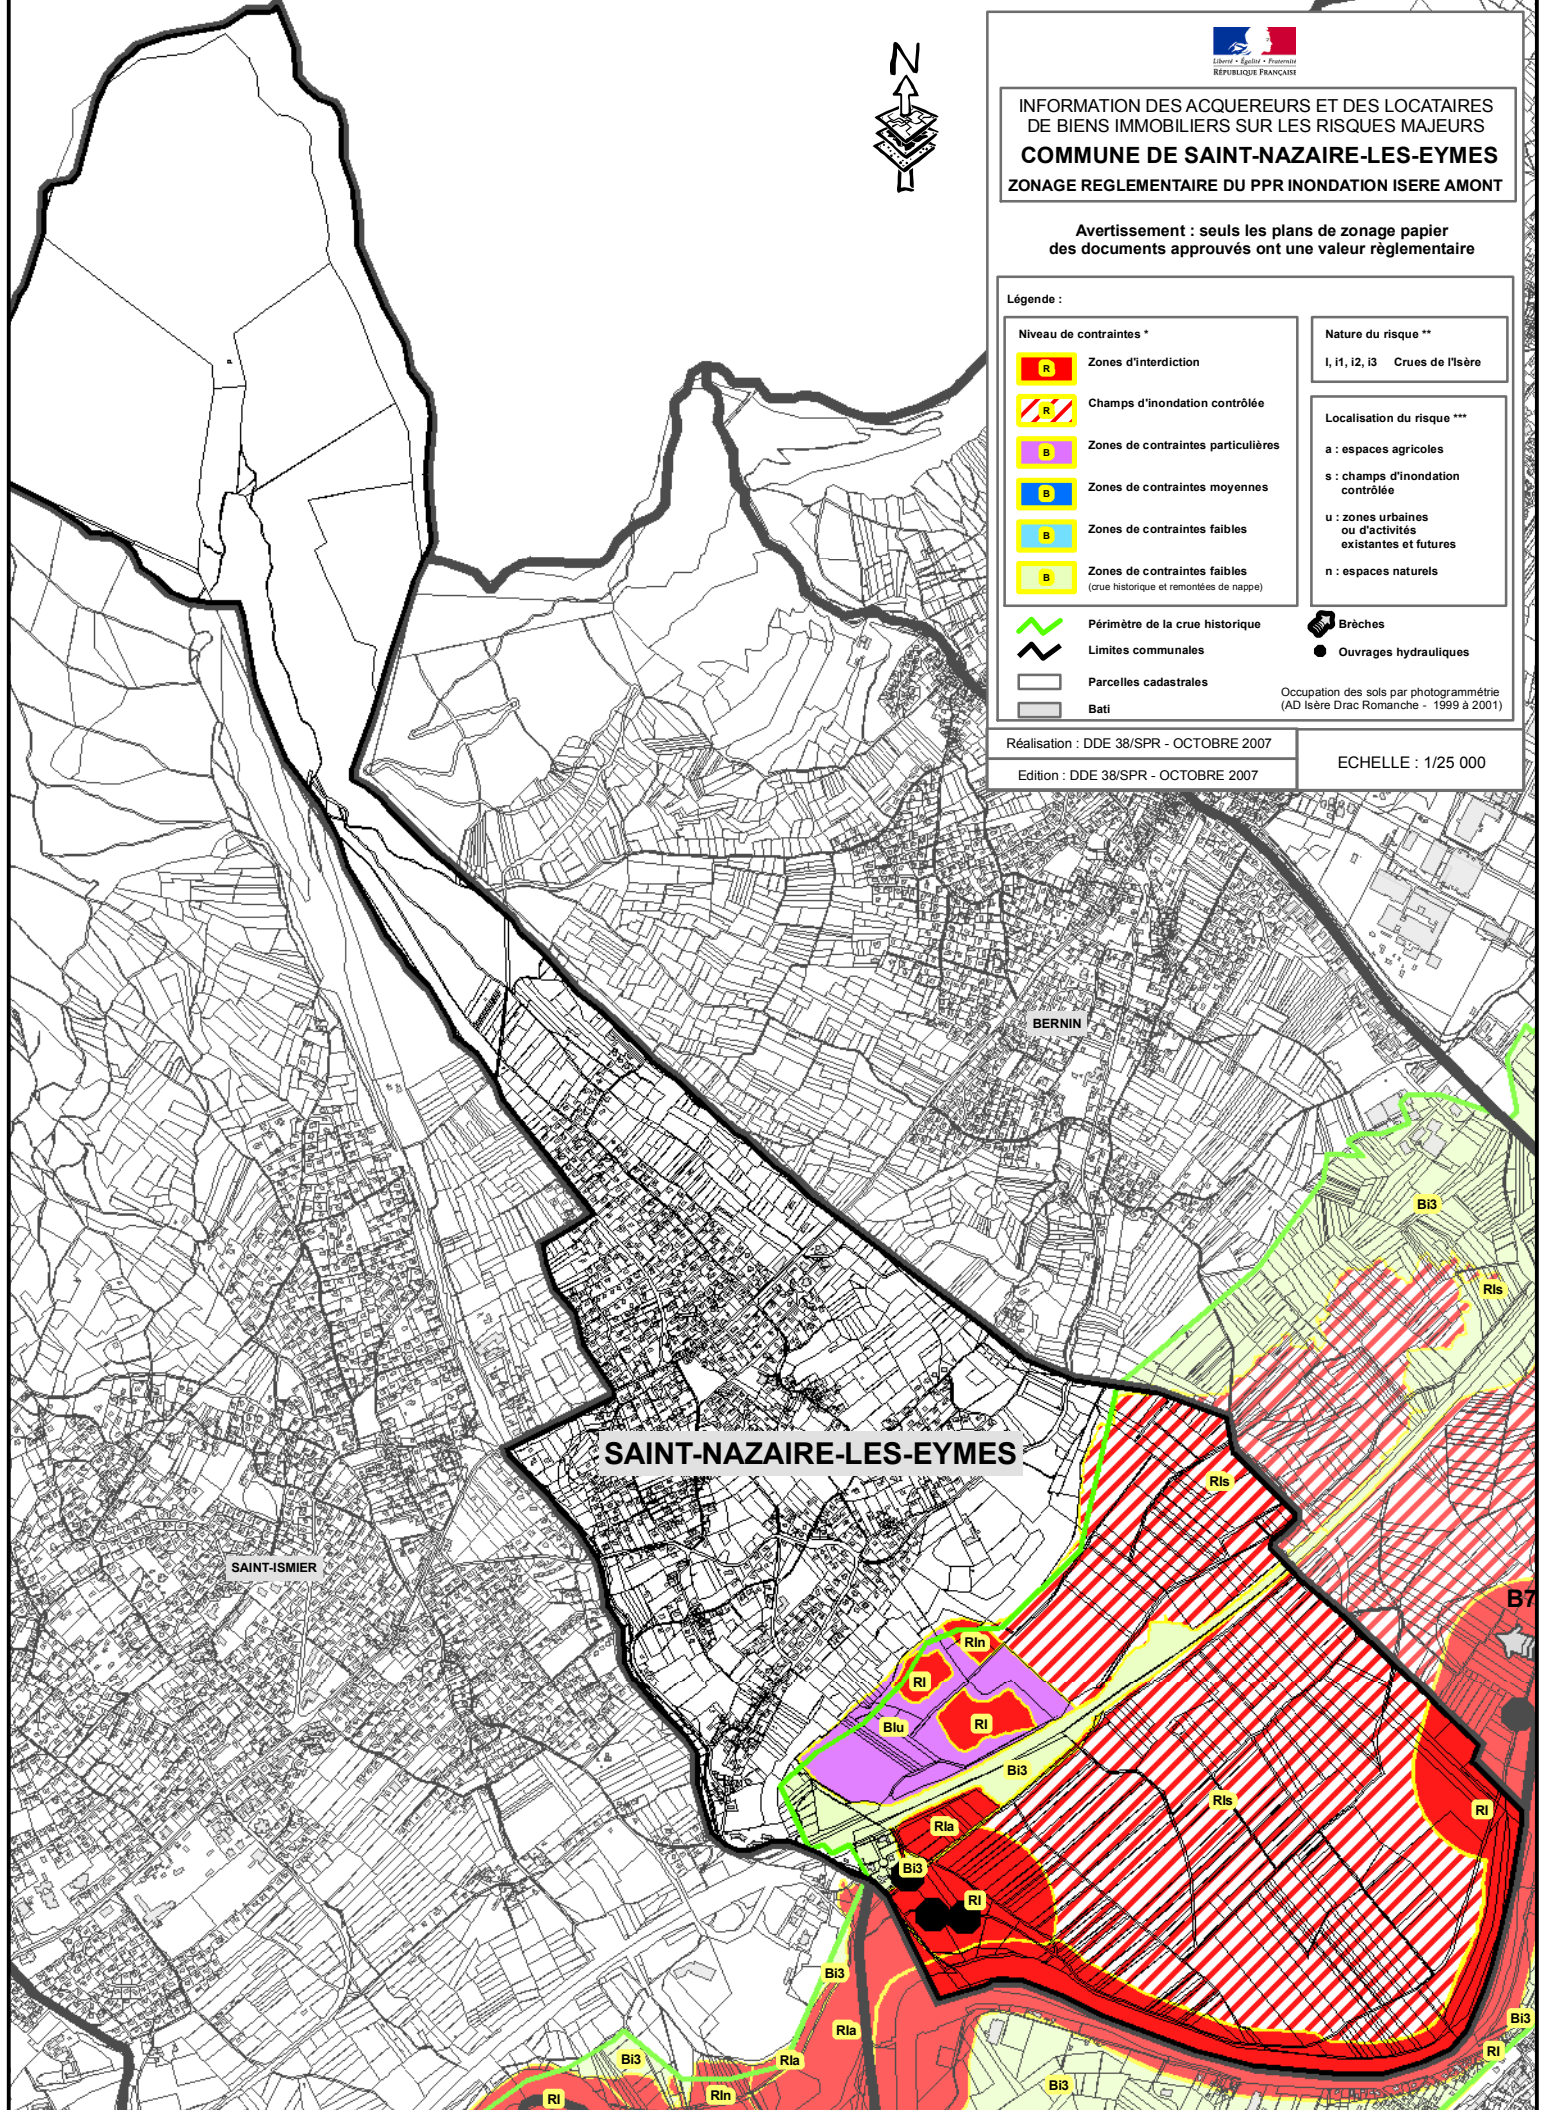 N
Liberté • Égalité • Fraternité
RÉPUBLIQUE FRANÇAISE
INFORMATION DES ACQUEREURS ET DES LOCATAIRES
DE BIENS IMMOBILIERS SUR LES RISQUES MAJEURS
COMMUNE DE SAINT-NAZAIRE-LES-EYMES
ZONAGE REGLEMENTAIRE DU PPR INONDATION ISERE AMONT
Avertissement : seuls les plans de zonage papier
des documents approuvés ont une valeur règlementaire
Légende :
Niveau de contraintes *
R Zones d'interdiction
R Champs d'inondation contrôlée
B Zones de contraintes particulières
B Zones de contraintes moyennes
B Zones de contraintes faibles
B Zones de contraintes faibles
(crue historique et remontées de nappe)
Nature du risque **
I, i1, i2, i3 Crues de l'Isère
Localisation du risque ***
a : espaces agricoles
s : champs d'inondation
contrôlée
u : zones urbaines
ou d'activités
existantes et futures
n : espaces naturels
Périmètre de la crue historique
Limites communales
Parcelles cadastrales
Bati
Brèches
Ouvrages hydrauliques
Occupation des sols par photogrammétrie
(AD Isère Drac Romanche - 1999 à 2001)
Réalisation : DDE 38/SPR - OCTOBRE 2007
Edition : DDE 38/SPR - OCTOBRE 2007
ECHELLE : 1/25 000
BERNIN
Bi3
RIs
SAINT-NAZAIRE-LES-EYMES
RIs
SAINT-ISMIER
B7
RIn
RI
RI
BIu
Bi3
RIs
RI
RIa
Bi3
RI
Bi3
RIa
Bi3
RI
Bi3
RIa
Bi3
RIn
RI